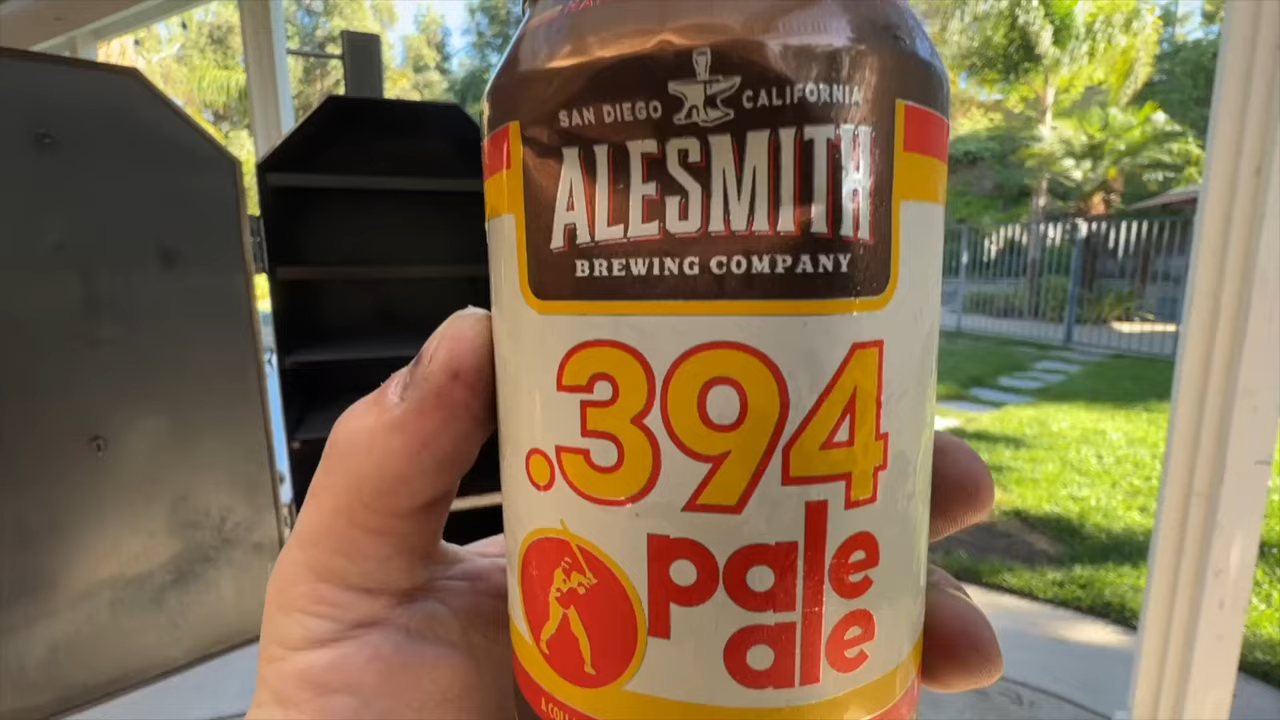 SAN DIEGO CALIFORNIA
ALESMITH
BREWING COMPANY
.394
pale
ale